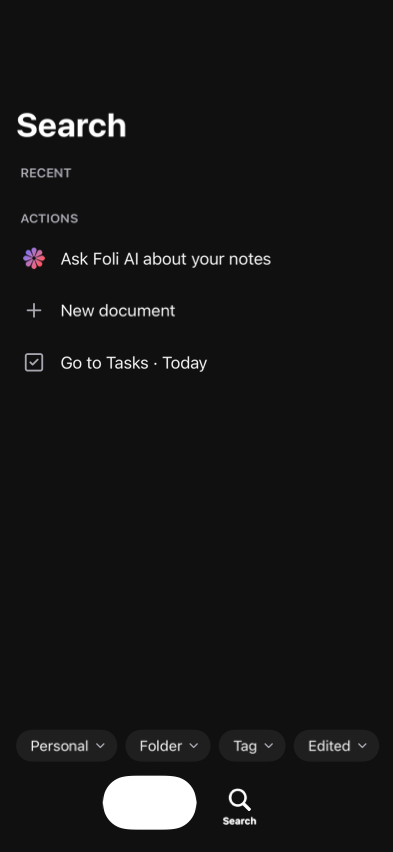 Search
RECENT
ACTIONS
Ask Foli AI about your notes
New document
Go to Tasks · Today
Personal
Folder
Tag
Edited
Search